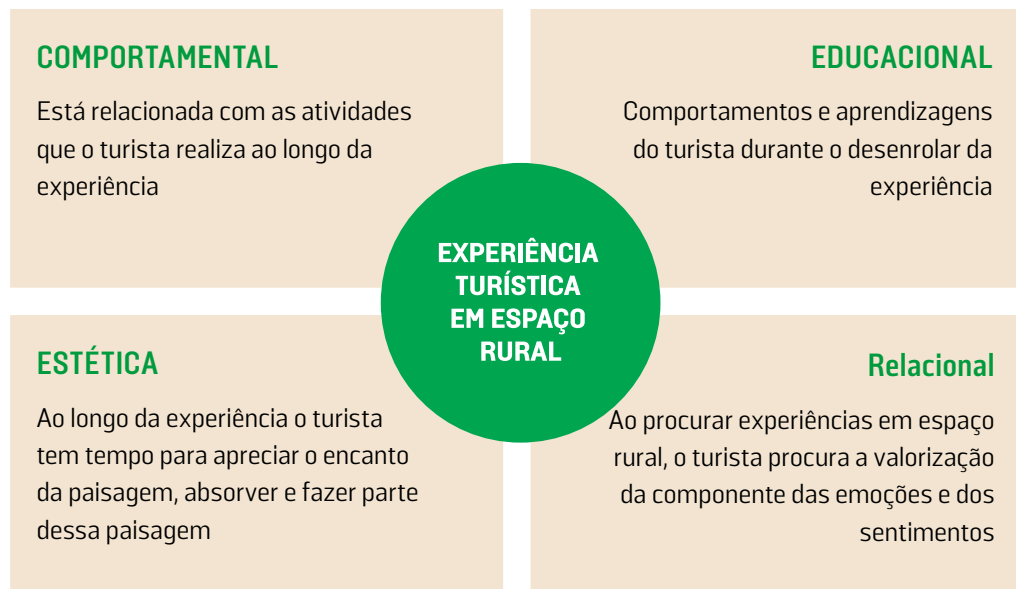 COMPORTAMENTAL
Está relacionada com as atividades
que o turista realiza ao longo da
experiência
EDUCACIONAL
Comportamentos e aprendizagens
do turista durante o desenrolar da
experiência
EXPERIÊNCIA
TURÍSTICA
EM ESPAÇO
RURAL
ESTÉTICA
Ao longo da experiência o turista
tem tempo para apreciar o encanto
da paisagem, absorver e fazer parte
dessa paisagem
Relacional
Ao procurar experiências em espaço
rural, o turista procura a valorização
da componente das emoções e dos
sentimentos